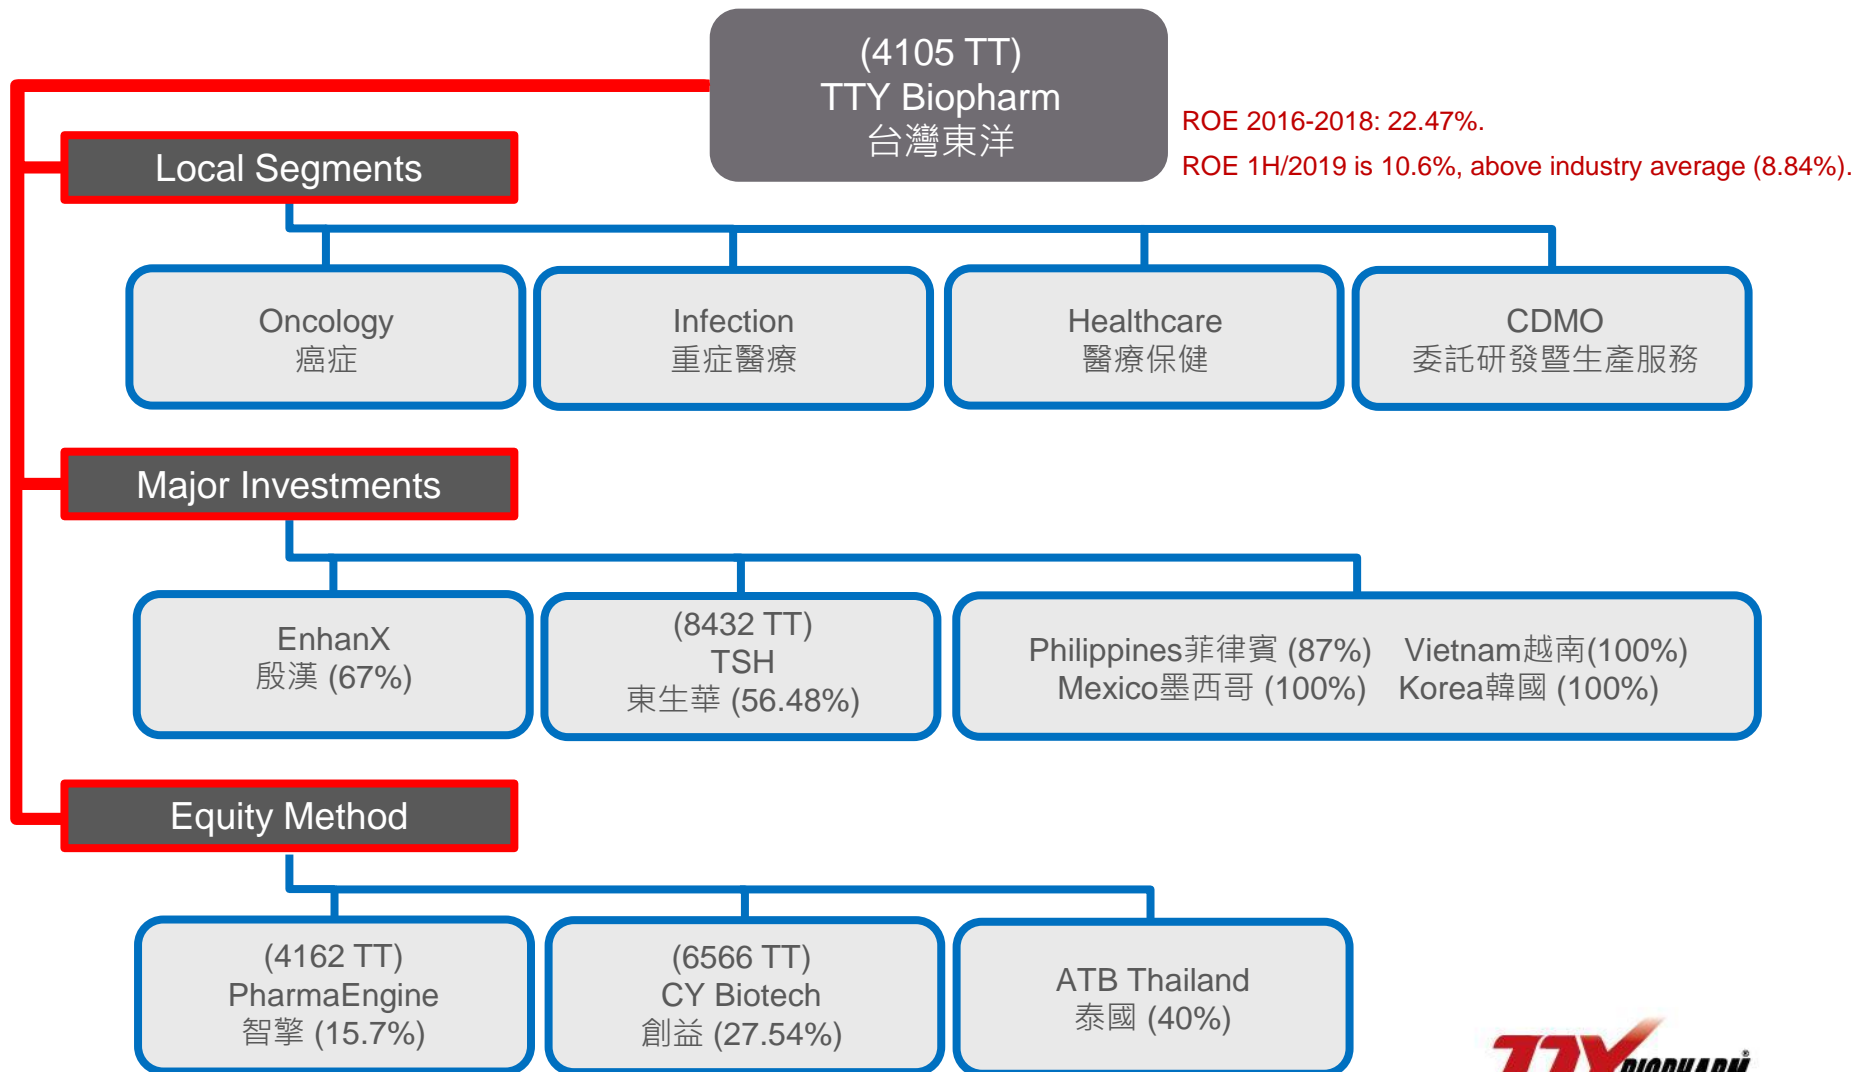 (4105 TT)
TTY Biopharm
台灣東洋
ROE 2016-2018: 22.47%.
ROE 1H/2019 is 10.6%, above industry average (8.84%).
Local Segments
Oncology
癌症
Infection
重症醫療
Healthcare
醫療保健
CDMO
委託研發暨生產服務
Major Investments
EnhanX
殷漢 (67%)
(8432 TT)
TSH
東生華 (56.48%)
Philippines菲律賓 (87%) Vietnam越南(100%)
Mexico墨西哥 (100%) Korea韓國 (100%)
Equity Method
(4162 TT)
PharmaEngine
智擎 (15.7%)
(6566 TT)
CY Biotech
創益 (27.54%)
ATB Thailand
泰國 (40%)
TTY BIOPHARM®